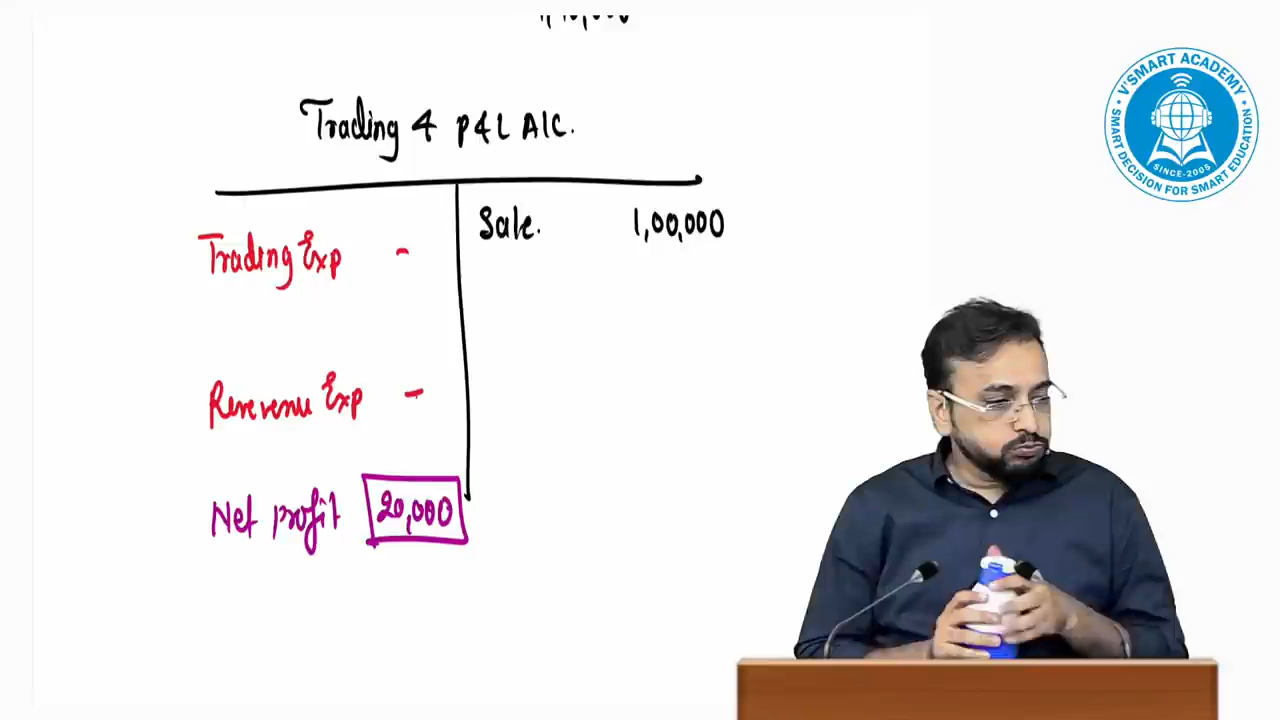 Trading & P&L A/C.
Sale. 1,00,000
Trading Exp -
Revenue Exp -
Net profit 20,000
V'SMART ACADEMY
SINCE-2005
SMART DECISION FOR SMART EDUCATION